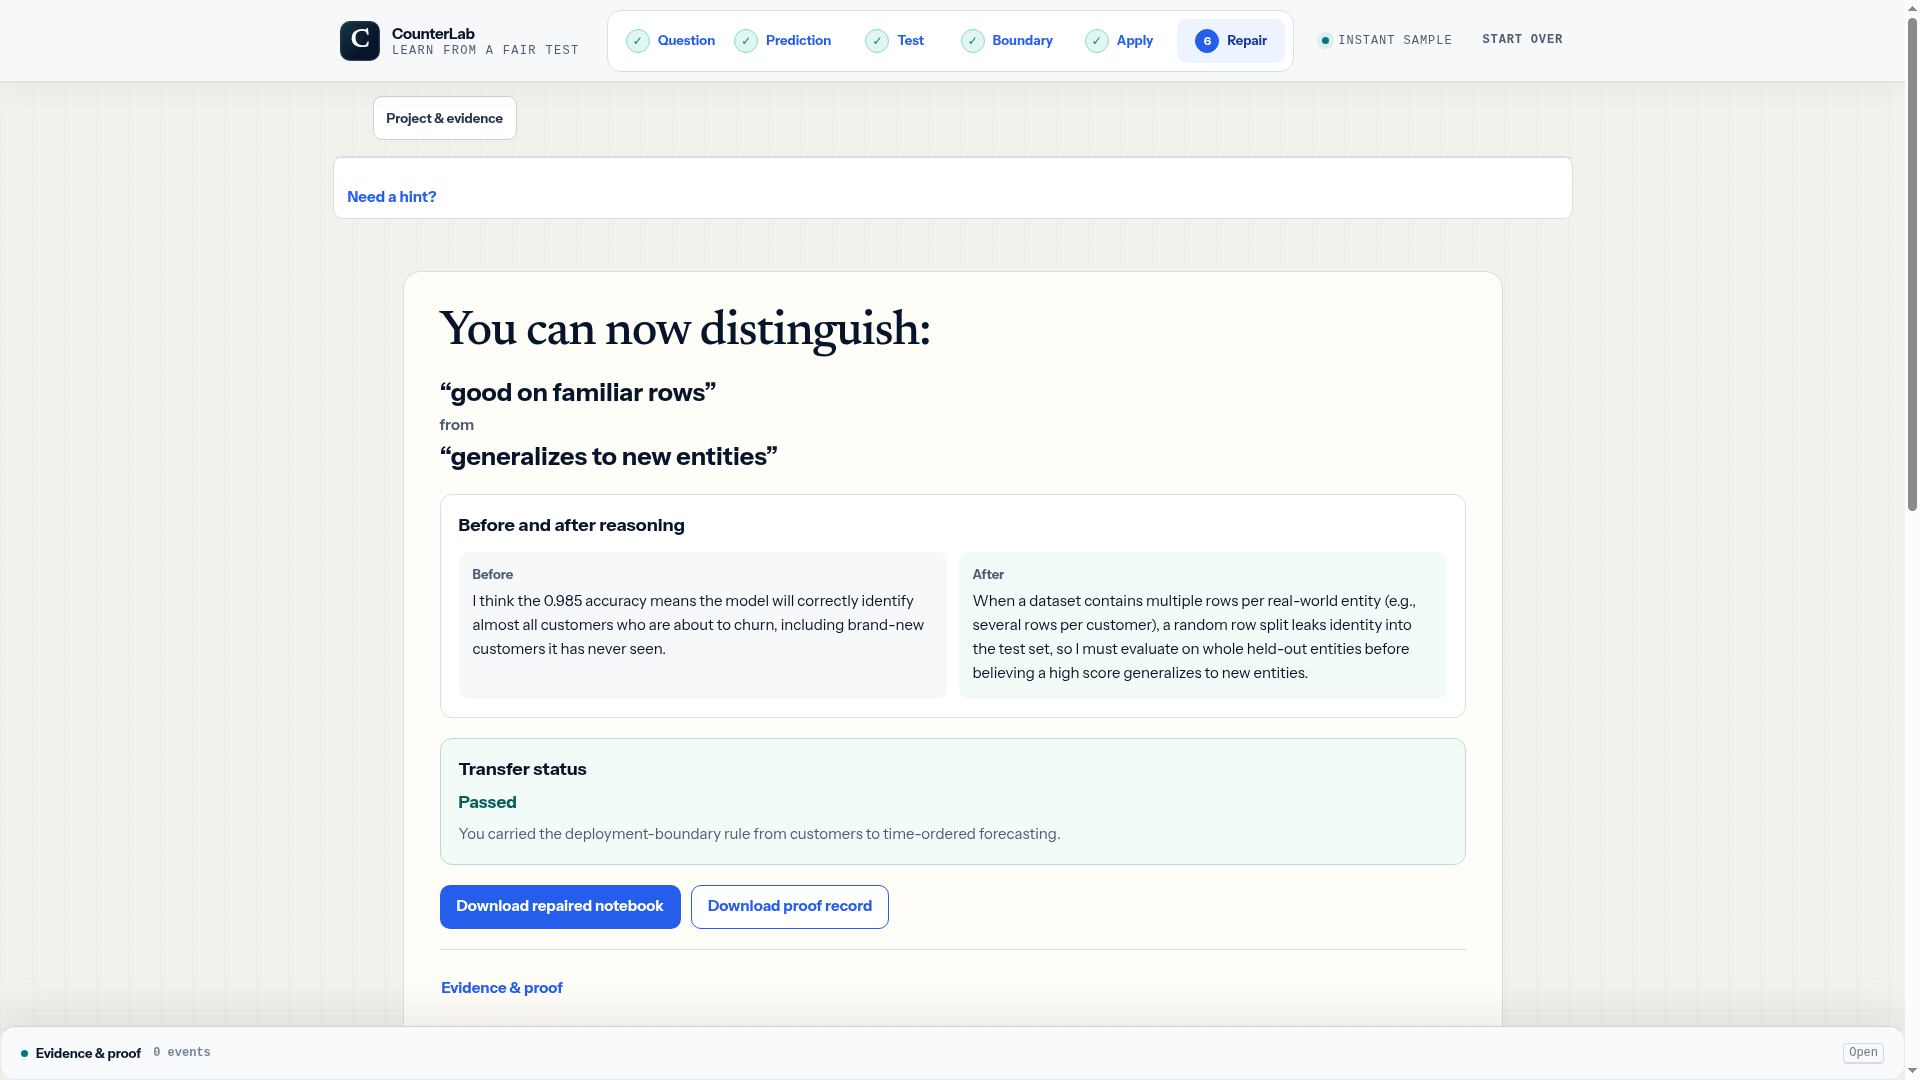 C
CounterLab
LEARN FROM A FAIR TEST
✓ Question
✓ Prediction
✓ Test
✓ Boundary
✓ Apply
6 Repair
INSTANT SAMPLE
START OVER
Project & evidence
Need a hint?
You can now distinguish:
“good on familiar rows”
from
“generalizes to new entities”
Before and after reasoning
Before
I think the 0.985 accuracy means the model will correctly identify
almost all customers who are about to churn, including brand-new
customers it has never seen.
After
When a dataset contains multiple rows per real-world entity (e.g.,
several rows per customer), a random row split leaks identity into
the test set, so I must evaluate on whole held-out entities before
believing a high score generalizes to new entities.
Transfer status
Passed
You carried the deployment-boundary rule from customers to time-ordered forecasting.
Download repaired notebook
Download proof record
Evidence & proof
Evidence & proof 0 events
Open